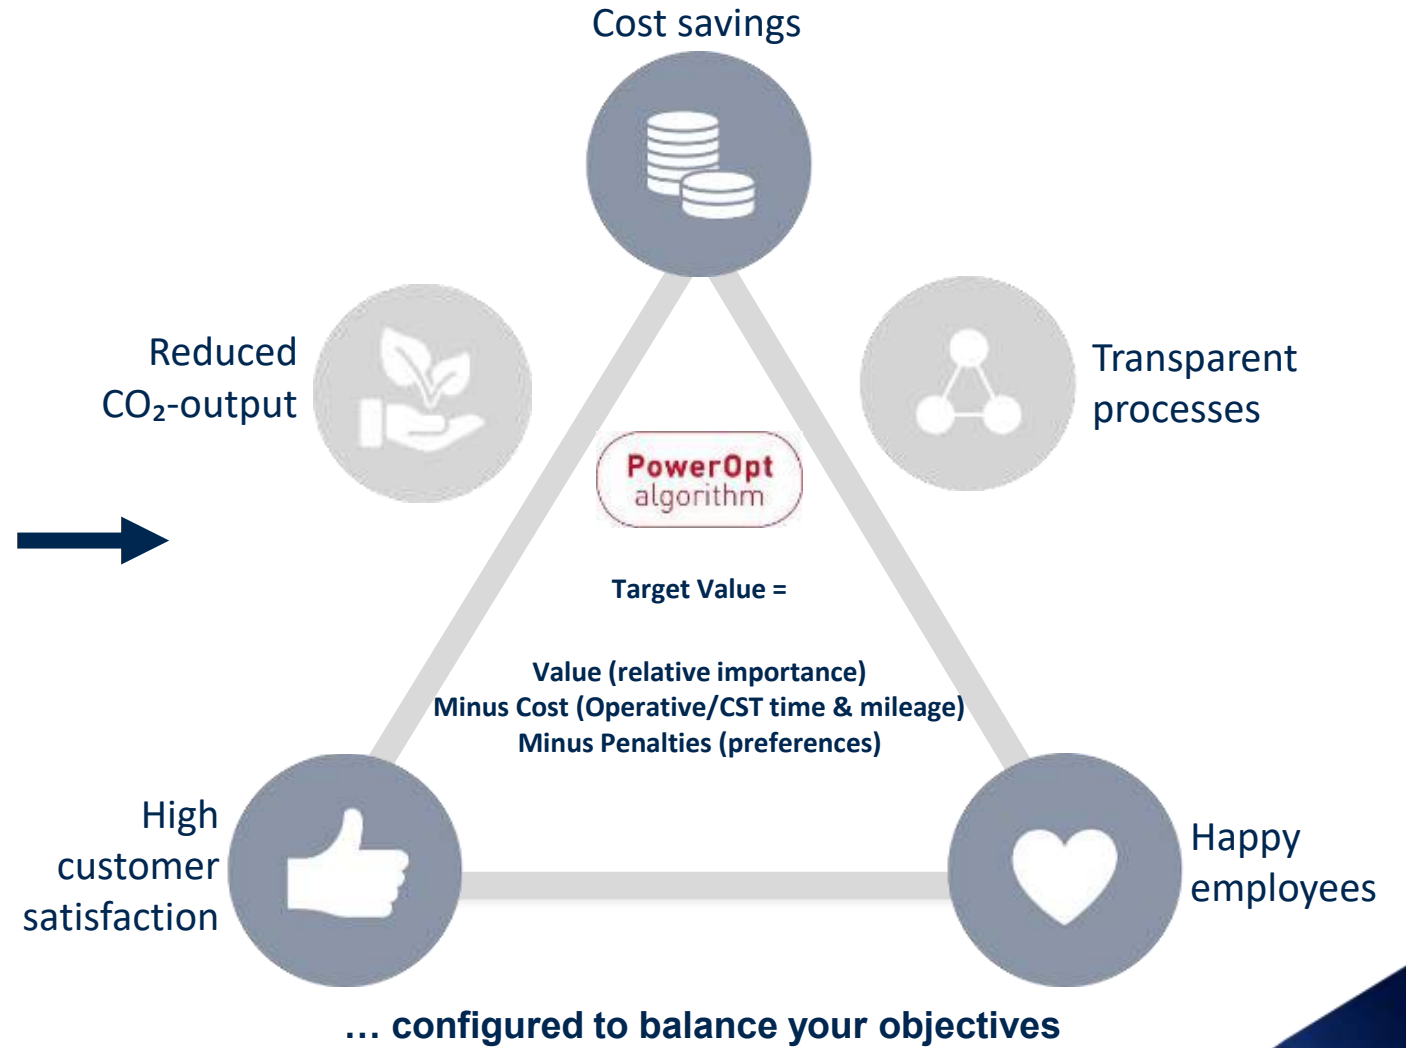 Cost savings
Reduced
CO₂-output
Transparent
processes
PowerOpt
algorithm
Target Value =
Value (relative importance)
Minus Cost (Operative/CST time & mileage)
Minus Penalties (preferences)
High
customer
satisfaction
Happy
employees
... configured to balance your objectives